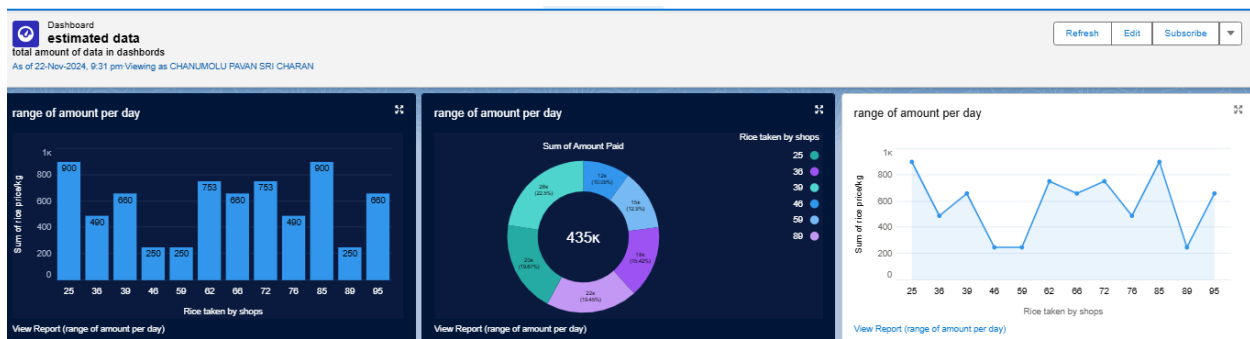 Dashboard
estimated data
total amount of data in dashbords
As of 22-Nov-2024, 9:31 pm·Viewing as CHANUMOLU PAVAN SRI CHARAN
Refresh
Edit
Subscribe
range of amount per day
Sum of rice price/kg
1K
800
600
400
200
0
900
490
660
250
250
753
660
753
490
900
250
660
25 36 39 46 59 62 66 72 76 85 89 95
Rice taken by shops
View Report (range of amount per day)
range of amount per day
Sum of Amount Paid
Rice taken by shops
25
36
39
46
59
89
435K
(12.9%)
(22.5%)
View Report (range of amount per day)
range of amount per day
Sum of rice price/kg
1K
800
600
400
200
0
25 36 39 46 59 62 66 72 76 85 89 95
Rice taken by shops
View Report (range of amount per day)